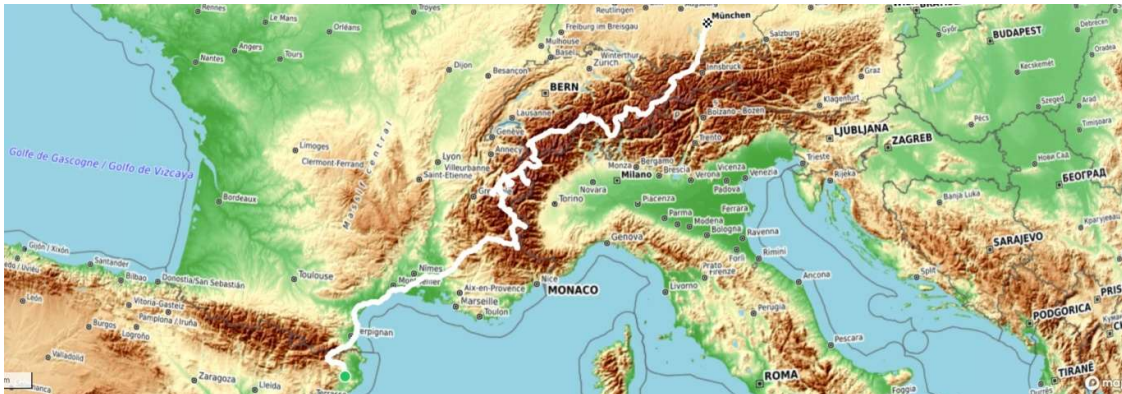 Rennes
Le Mans
Orléans
Troyes
Angers
Tours
Nantes
Dijon
Besançon
Reutlingen
Freiburg im Breisgau
Mulhouse
Basel
Winterthur
Zürich
BERN
München
Salzburg
Innsbruck
Graz
Győr
BUDAPEST
Debrecen
Oradea
Kecskemét
Szeged
Arad
Pécs
Timișoara
Klagenfurt
Bolzano - Bozen
Trento
LJUBLJANA
ZAGREB
Lausanne
Genève
Annecy
Limoges
Clermont-Ferrand
Lyon
Villeurbanne
Saint-Etienne
Massif Central
Golfe de Gascogne / Golfo de Vizcaya
Bordeaux
Monza
Bergamo
Milano
Brescia
Verona
Vicenza
Padova
Venezia
Trieste
Rijeka
Novara
Torino
Piacenza
Parma
Modena
Bologna
Ferrara
Ravenna
Forlì
Rimini
Нови Сад
БЕОГРАД
Banja Luka
SARAJEVO
Split
Genova
Nice
MONACO
Aix-en-Provence
Marseille
Toulon
Nîmes
Toulouse
Gijón / Xixón
Santander
Bilbao
Donostia/San Sebastián
Vitoria-Gasteiz
Pamplona / Iruña
Logroño
Burgos
León
Valladolid
Zaragoza
Lleida
Prato
Firenze
Livorno
Perugia
Ancona
Pescara
ROMA
Foggia
PODGORICA
TIRANË
Durrës